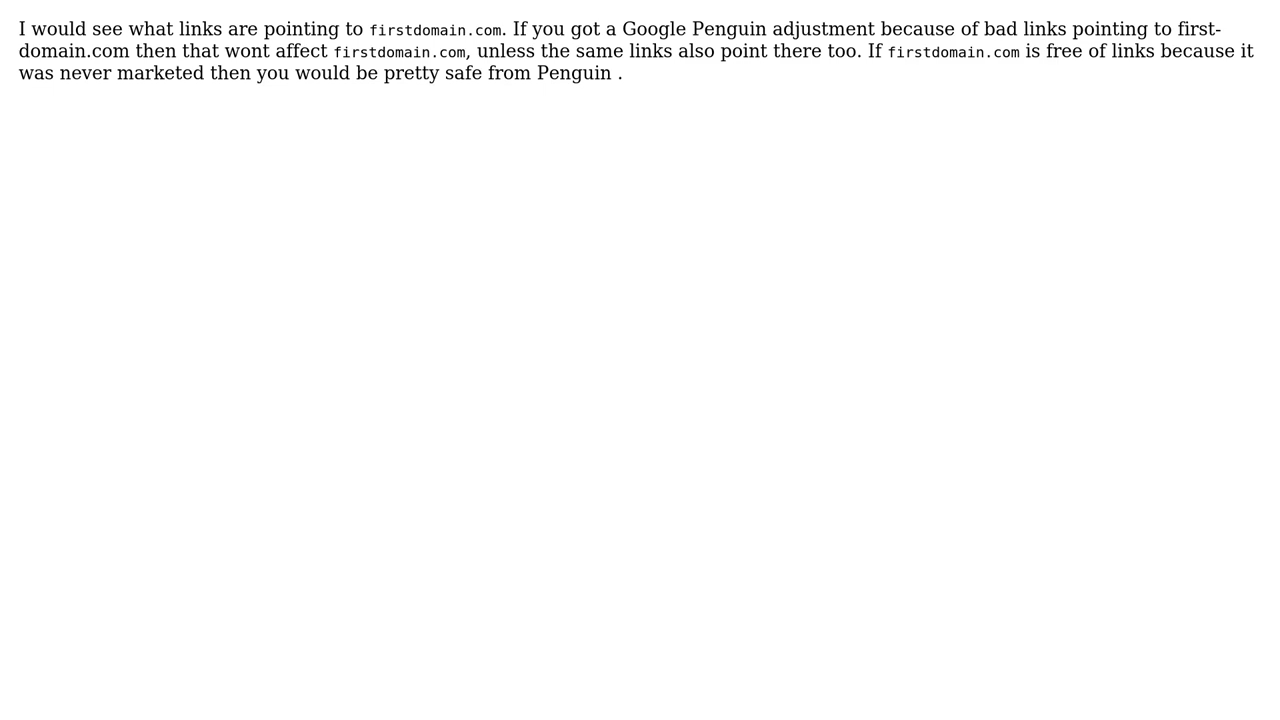 I would see what links are pointing to firstdomain.com. If you got a Google Penguin adjustment because of bad links pointing to first-
domain.com then that wont affect firstdomain.com, unless the same links also point there too. If firstdomain.com is free of links because it
was never marketed then you would be pretty safe from Penguin .